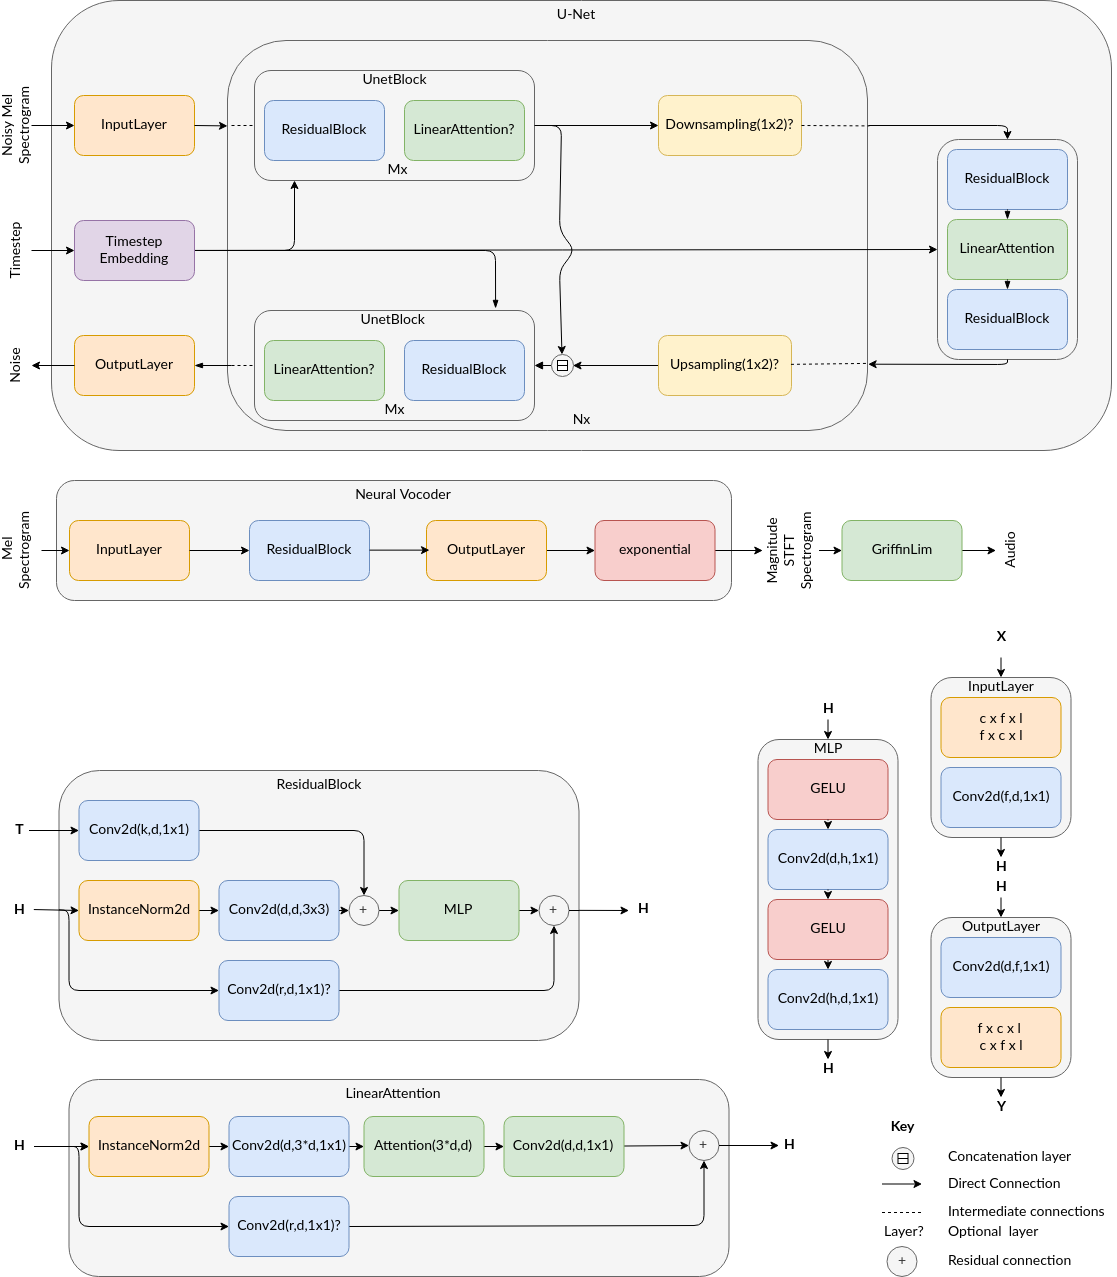 U-Net
Noisy Mel
Spectrogram
InputLayer
UnetBlock
ResidualBlock
LinearAttention?
Mx
Downsampling(1x2)?
ResidualBlock
LinearAttention
ResidualBlock
Timestep
Timestep
Embedding
Noise
OutputLayer
UnetBlock
LinearAttention?
ResidualBlock
Mx
Upsampling(1x2)?
Nx
Neural Vocoder
Mel
Spectrogram
InputLayer
ResidualBlock
OutputLayer
exponential
Magnitude
STFT
Spectrogram
GriffinLim
Audio
ResidualBlock
T
Conv2d(k,d,1x1)
H
InstanceNorm2d
Conv2d(d,d,3x3)
+
MLP
+
H
Conv2d(r,d,1x1)?
H
MLP
GELU
Conv2d(d,h,1x1)
GELU
Conv2d(h,d,1x1)
H
X
InputLayer
c x f x l
f x c x l
Conv2d(f,d,1x1)
H
H
OutputLayer
Conv2d(d,f,1x1)
f x c x l
c x f x l
Y
LinearAttention
H
InstanceNorm2d
Conv2d(d,3*d,1x1)
Attention(3*d,d)
Conv2d(d,d,1x1)
+
H
Conv2d(r,d,1x1)?
Key
Concatenation layer
Direct Connection
Intermediate connections
Layer? Optional layer
+ Residual connection